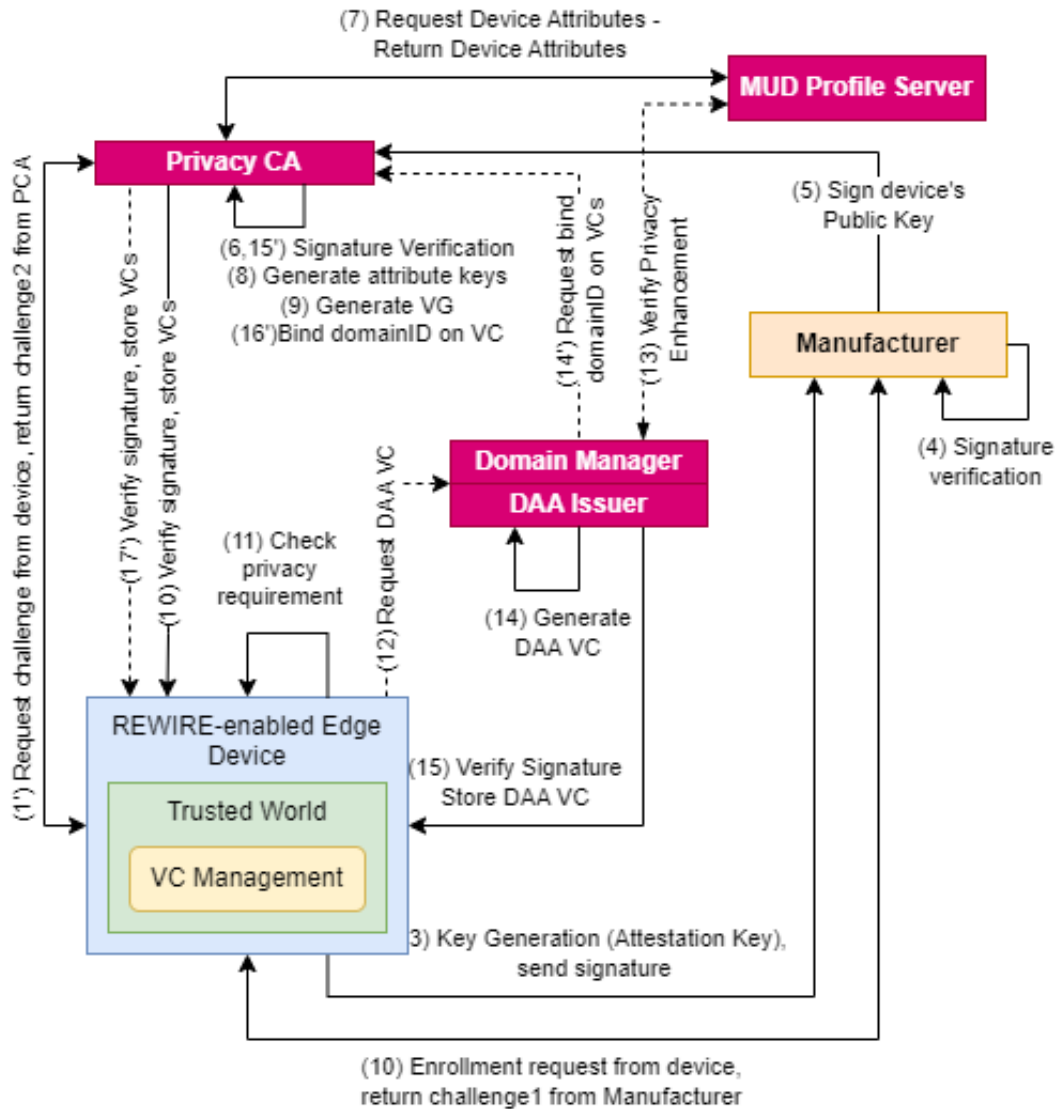 (7) Request Device Attributes -
Return Device Attributes
MUD Profile Server
Privacy CA
(5) Sign device's
Public Key
(6,15') Signature Verification
(8) Generate attribute keys
(9) Generate VG
(16')Bind domainID on VC
(1') Request challenge from device, return challenge2 from PCA
(17') Verify signature, store VCs
(10) Verify signature, store VCs
(14') Request bind
domainID on VCs
(13) Verify Privacy
Enhancement
Manufacturer
(4) Signature
verification
Domain Manager
DAA Issuer
(12) Request DAA VC
(11) Check
privacy
requirement
(14) Generate
DAA VC
REWIRE-enabled Edge
Device
Trusted World
VC Management
(15) Verify Signature
Store DAA VC
3) Key Generation (Attestation Key),
send signature
(10) Enrollment request from device,
return challenge1 from Manufacturer